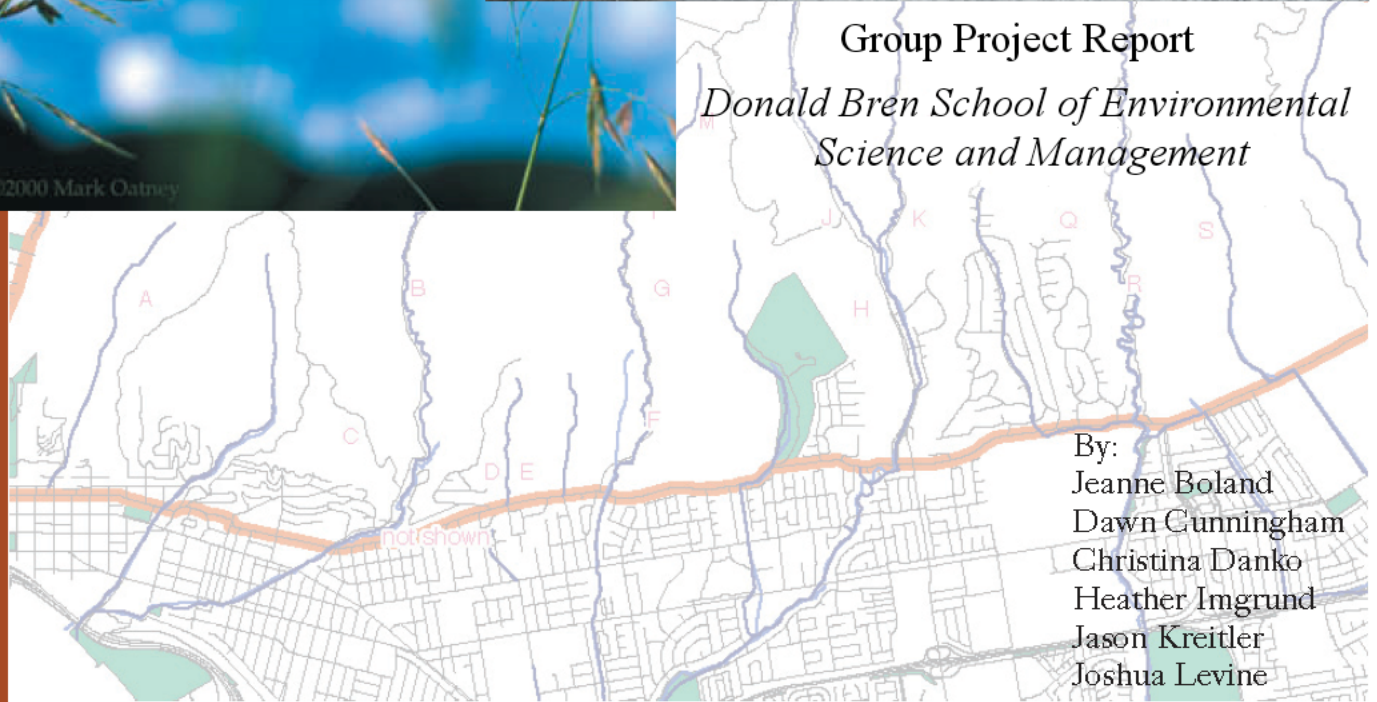 Group Project Report
Donald Bren School of Environmental
Science and Management
©2000 Mark Oatney
M
J
K
Q
S
A
B
G
H
R
C
F
D
E
not shown
By:
Jeanne Boland
Dawn Cunningham
Christina Danko
Heather Imgrund
Jason Kreitler
Joshua Levine